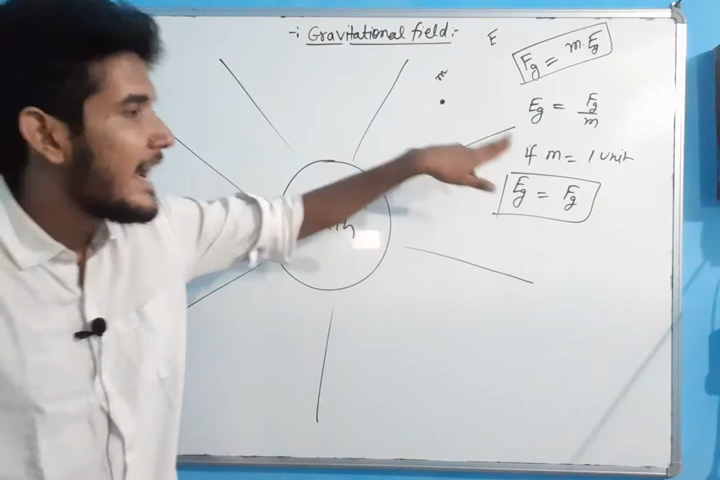 -: Gravitational field:-
E
Fg = m·Eg
m
Eg = Fg/m
If m = 1 unit
Eg = Fg